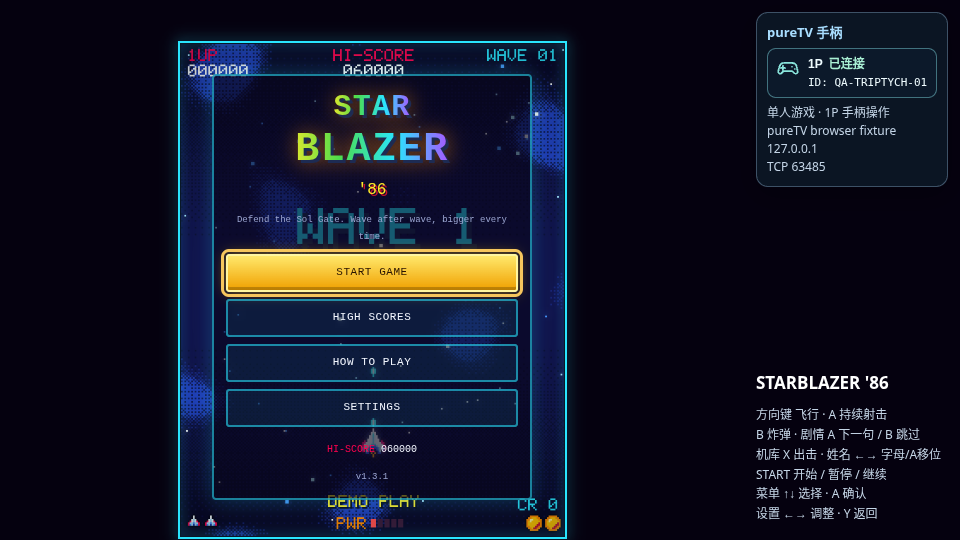 1UP HI-SCORE WAVE 01
000000 060000
STAR
BLAZER
'86
WAVE 1
Defend the Sol Gate. Wave after wave, bigger every
time.
START GAME
HIGH SCORES
HOW TO PLAY
SETTINGS
HI-SCORE 060000
v1.3.1
DEMO PLAY
CR 0
PWR
pureTV 手柄
1P 已连接
ID: QA-TRIPTYCH-01
单人游戏 · 1P 手柄操作
pureTV browser fixture
127.0.0.1
TCP 63485
STARBLAZER '86
方向键 飞行 · A 持续射击
B 炸弹 · 剧情 A 下一句 / B 跳过
机库 X 出击 · 姓名 ←→ 字母/A移位
START 开始 / 暂停 / 继续
菜单 ↑↓ 选择 · A 确认
设置 ←→ 调整 · Y 返回